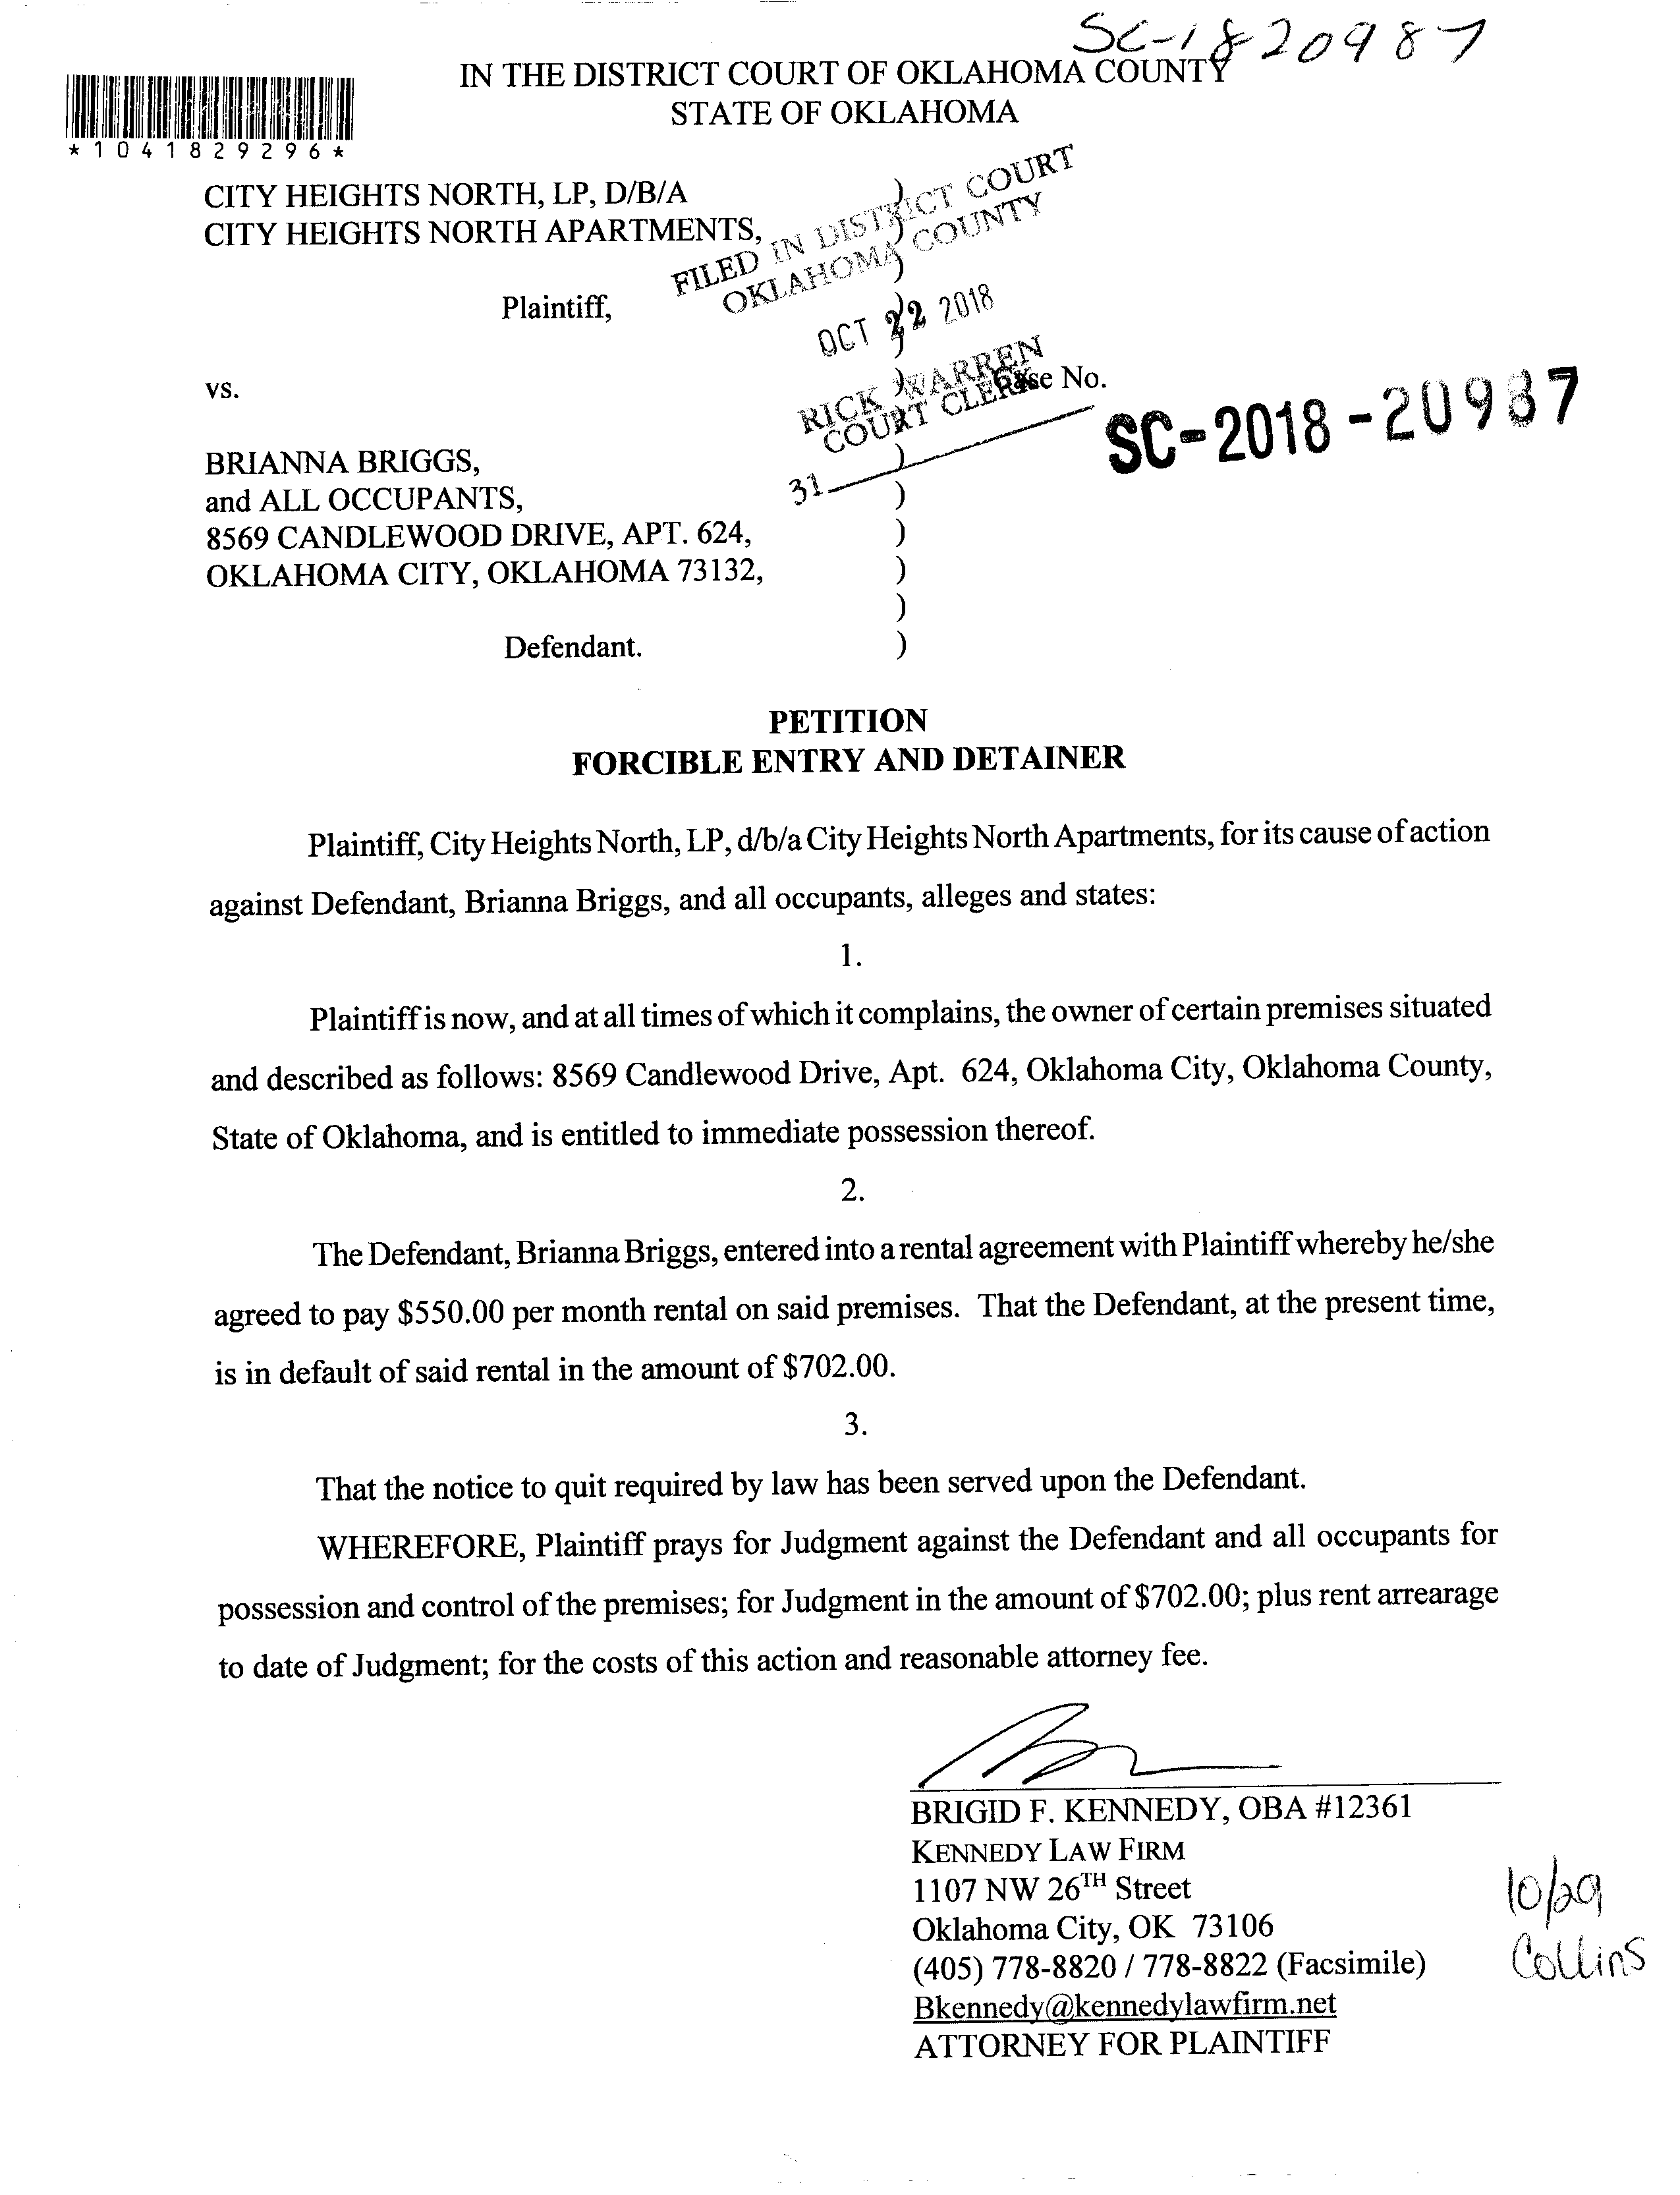 SC-1820987
IN THE DISTRICT COURT OF OKLAHOMA COUNTY
STATE OF OKLAHOMA
*1041829296*
CITY HEIGHTS NORTH, LP, D/B/A
CITY HEIGHTS NORTH APARTMENTS,
FILED IN DISTRICT COURT
OKLAHOMA COUNTY
Plaintiff,
OCT 22 2018
vs.
RICK WARREN
COURT CLERK
Case No.
SC-2018-20987
31
BRIANNA BRIGGS,
and ALL OCCUPANTS,
8569 CANDLEWOOD DRIVE, APT. 624,
OKLAHOMA CITY, OKLAHOMA 73132,
Defendant.
)
)
)
)
)
)
)
)
)
)
)
PETITION
FORCIBLE ENTRY AND DETAINER
Plaintiff, City Heights North, LP, d/b/a City Heights North Apartments, for its cause of action
against Defendant, Brianna Briggs, and all occupants, alleges and states:
1.
Plaintiff is now, and at all times of which it complains, the owner of certain premises situated
and described as follows: 8569 Candlewood Drive, Apt. 624, Oklahoma City, Oklahoma County,
State of Oklahoma, and is entitled to immediate possession thereof.
2.
The Defendant, Brianna Briggs, entered into a rental agreement with Plaintiff whereby he/she
agreed to pay $550.00 per month rental on said premises. That the Defendant, at the present time,
is in default of said rental in the amount of $702.00.
3.
That the notice to quit required by law has been served upon the Defendant.
WHEREFORE, Plaintiff prays for Judgment against the Defendant and all occupants for
possession and control of the premises; for Judgment in the amount of $702.00; plus rent arrearage
to date of Judgment; for the costs of this action and reasonable attorney fee.
BRIGID F. KENNEDY, OBA #12361
KENNEDY LAW FIRM
1107 NW 26TH Street
Oklahoma City, OK 73106
(405) 778-8820 / 778-8822 (Facsimile)
Bkennedy@kennedylawfirm.net
ATTORNEY FOR PLAINTIFF
10/29
Collins